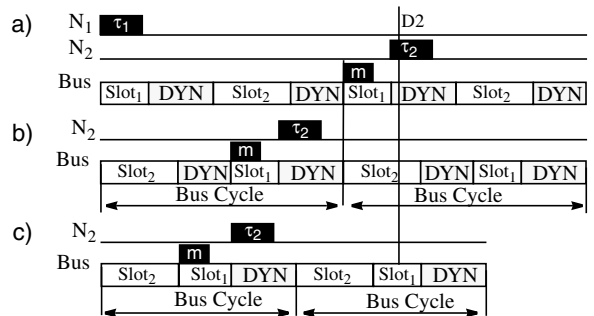 a) N₁ τ₁ D2
N₂ τ₂
m
Bus Slot₁ DYN Slot₂ DYN Slot₁ DYN Slot₂ DYN
b) N₂ τ₂
m
Bus Slot₂ DYN Slot₁ DYN Slot₂ DYN Slot₁ DYN
Bus Cycle Bus Cycle
c) N₂ τ₂
m
Bus Slot₂ Slot₁ DYN Slot₂ Slot₁ DYN
Bus Cycle Bus Cycle